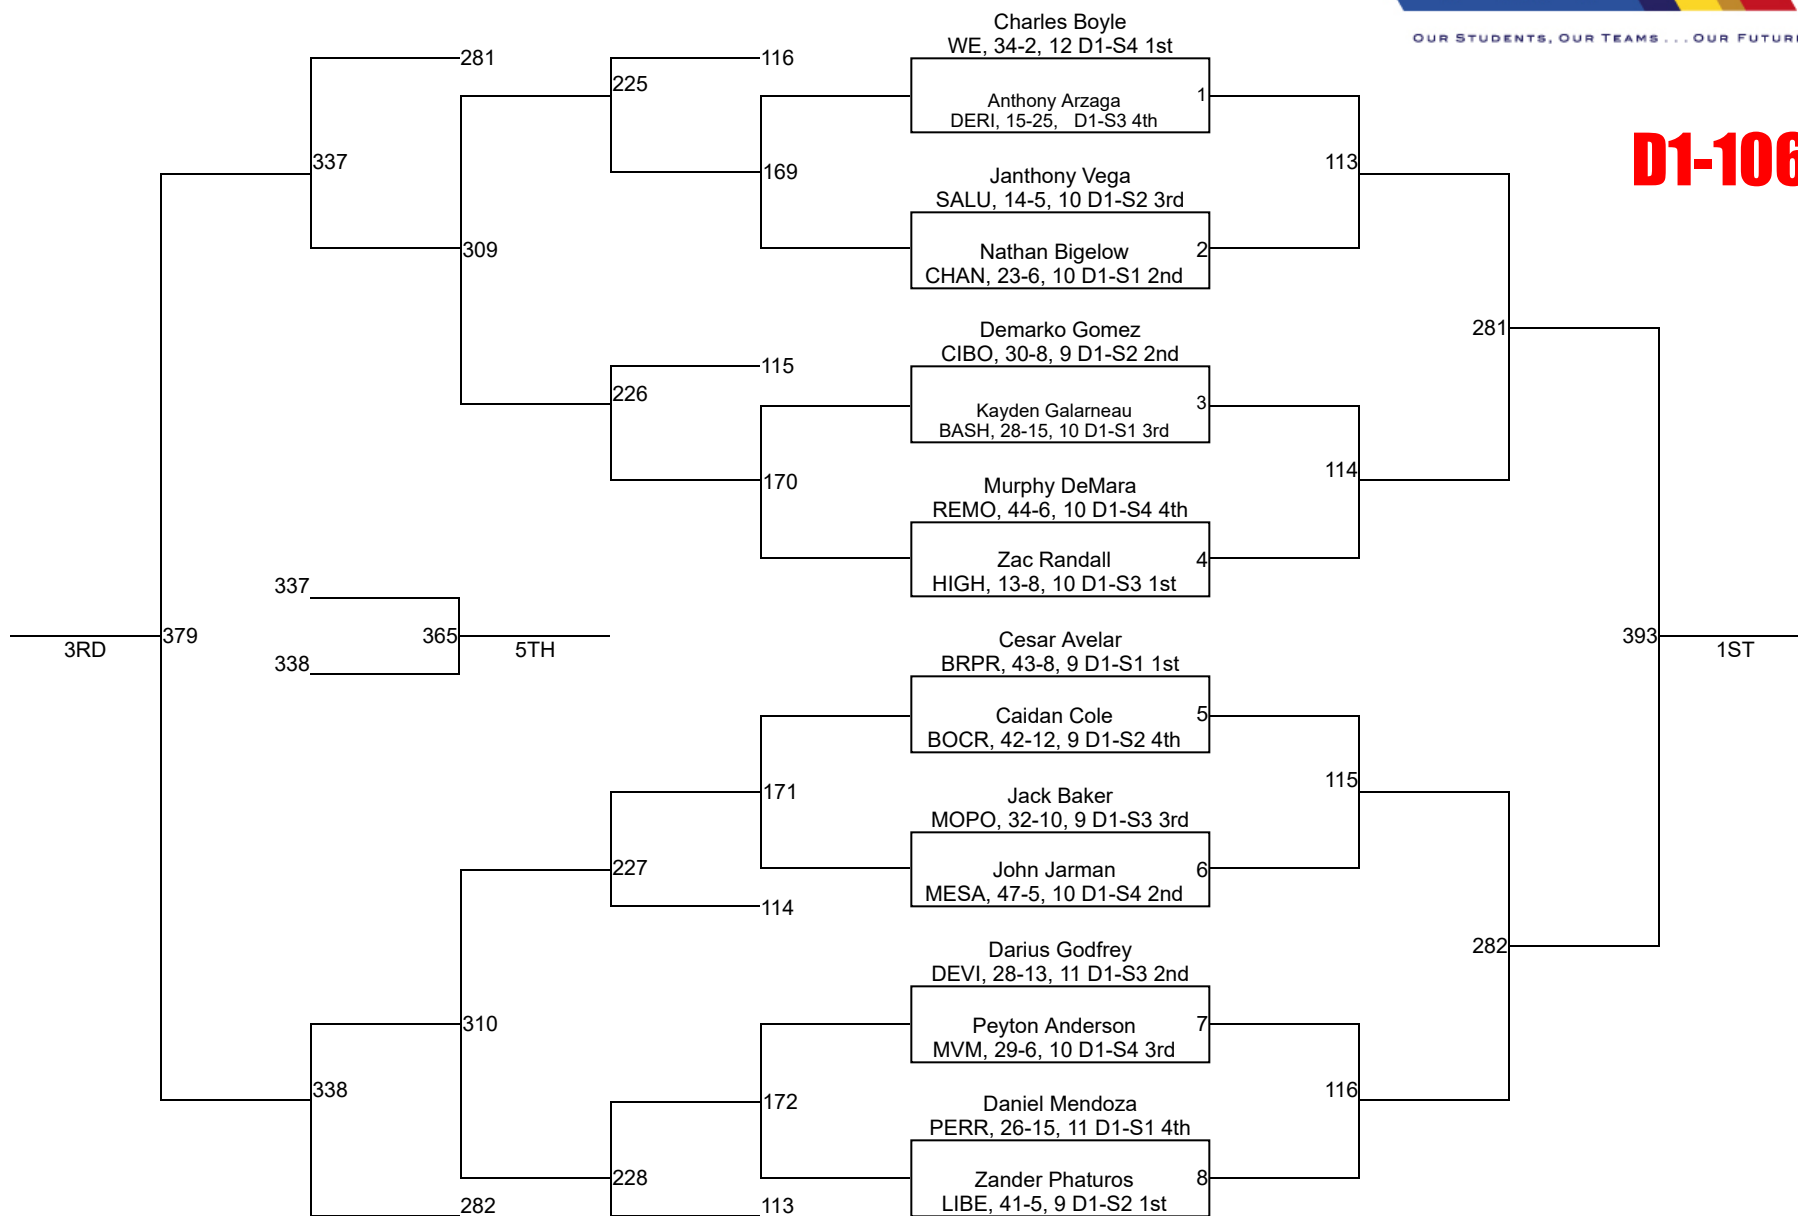 OUR STUDENTS, OUR TEAMS . . . OUR FUTURE
D1-106
Charles Boyle
WE, 34-2, 12 D1-S4 1st
Anthony Arzaga
DERI, 15-25, D1-S3 4th
1
Janthony Vega
SALU, 14-5, 10 D1-S2 3rd
Nathan Bigelow
CHAN, 23-6, 10 D1-S1 2nd
2
Demarko Gomez
CIBO, 30-8, 9 D1-S2 2nd
Kayden Galarneau
BASH, 28-15, 10 D1-S1 3rd
3
Murphy DeMara
REMO, 44-6, 10 D1-S4 4th
Zac Randall
HIGH, 13-8, 10 D1-S3 1st
4
Cesar Avelar
BRPR, 43-8, 9 D1-S1 1st
Caidan Cole
BOCR, 42-12, 9 D1-S2 4th
5
Jack Baker
MOPO, 32-10, 9 D1-S3 3rd
John Jarman
MESA, 47-5, 10 D1-S4 2nd
6
Darius Godfrey
DEVI, 28-13, 11 D1-S3 2nd
Peyton Anderson
MVM, 29-6, 10 D1-S4 3rd
7
Daniel Mendoza
PERR, 26-15, 11 D1-S1 4th
Zander Phaturos
LIBE, 41-5, 9 D1-S2 1st
8
113
114
115
116
281
282
393
1ST
116
169
115
170
171
114
172
113
225
226
227
228
281
309
310
282
337
338
337
338
365
5TH
379
3RD